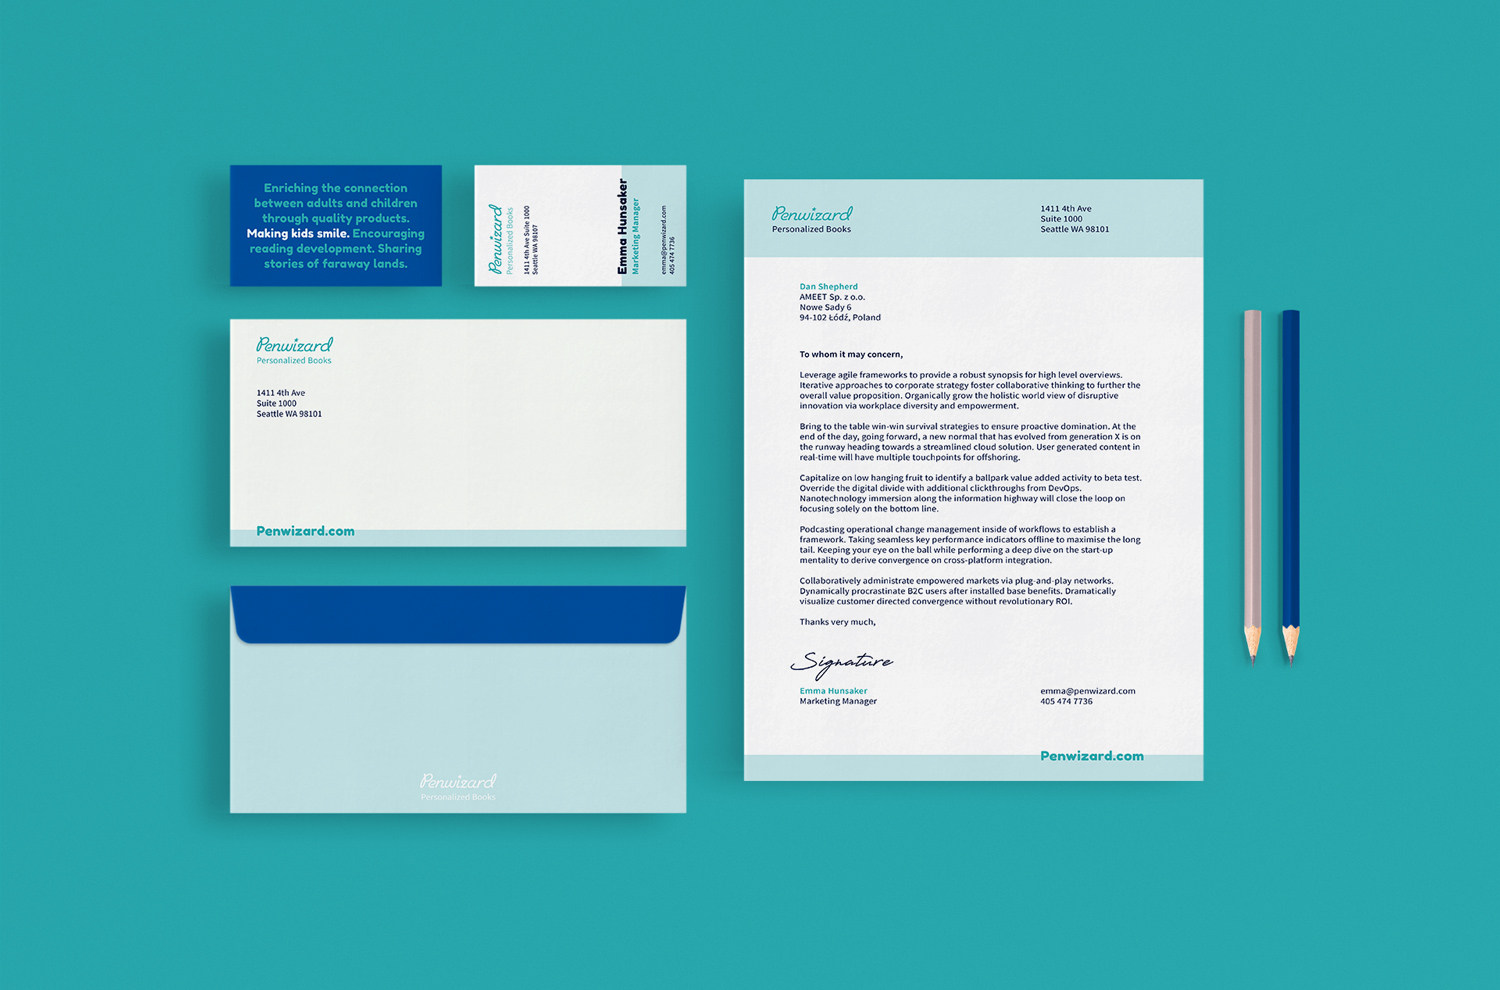 Enriching the connection
between adults and children
through quality products.
Making kids smile. Encouraging
reading development. Sharing
stories of faraway lands.
Penwizard
Personalized Books
1411 4th Ave Suite 1000
Seattle WA 98107
Emma Hunsaker
Marketing Manager
emma@penwizard.com
405 474 7736
Penwizard
Personalized Books
1411 4th Ave
Suite 1000
Seattle WA 98101
Penwizard.com
Penwizard
Personalized Books
Penwizard
Personalized Books
1411 4th Ave
Suite 1000
Seattle WA 98101
Dan Shepherd
AMEET Sp. z o.o.
Nowe Sady 6
94-102 Łódź, Poland
To whom it may concern,
Leverage agile frameworks to provide a robust synopsis for high level overviews.
Iterative approaches to corporate strategy foster collaborative thinking to further the
overall value proposition. Organically grow the holistic world view of disruptive
innovation via workplace diversity and empowerment.
Bring to the table win-win survival strategies to ensure proactive domination. At the
end of the day, going forward, a new normal that has evolved from generation X is on
the runway heading towards a streamlined cloud solution. User generated content in
real-time will have multiple touchpoints for offshoring.
Capitalize on low hanging fruit to identify a ballpark value added activity to beta test.
Override the digital divide with additional clickthroughs from DevOps.
Nanotechnology immersion along the information highway will close the loop on
focusing solely on the bottom line.
Podcasting operational change management inside of workflows to establish a
framework. Taking seamless key performance indicators offline to maximise the long
tail. Keeping your eye on the ball while performing a deep dive on the start-up
mentality to derive convergence on cross-platform integration.
Collaboratively administrate empowered markets via plug-and-play networks.
Dynamically procrastinate B2C users after installed base benefits. Dramatically
visualize customer directed convergence without revolutionary ROI.
Thanks very much,
Signature
Emma Hunsaker
Marketing Manager
emma@penwizard.com
405 474 7736
Penwizard.com